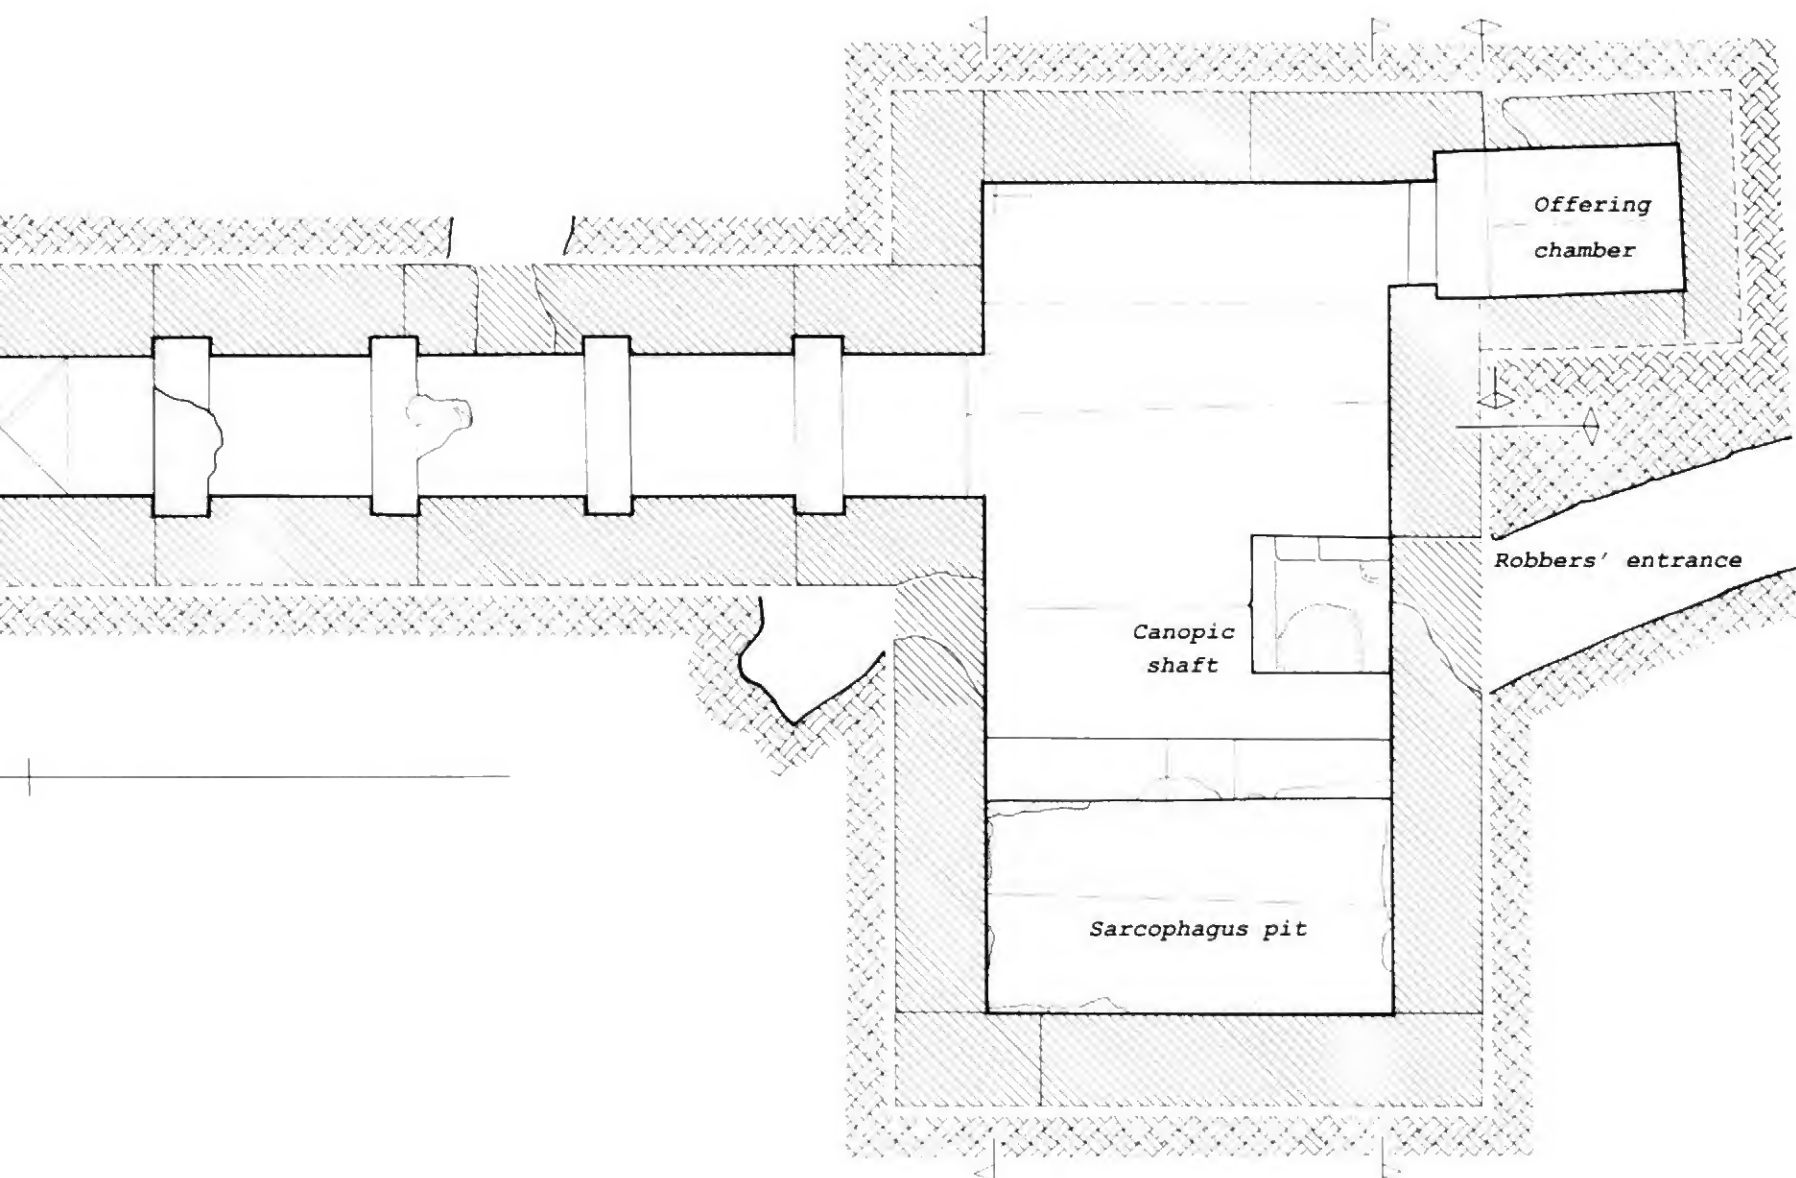 Offering
chamber
Robbers' entrance
Canopic
shaft
Sarcophagus pit